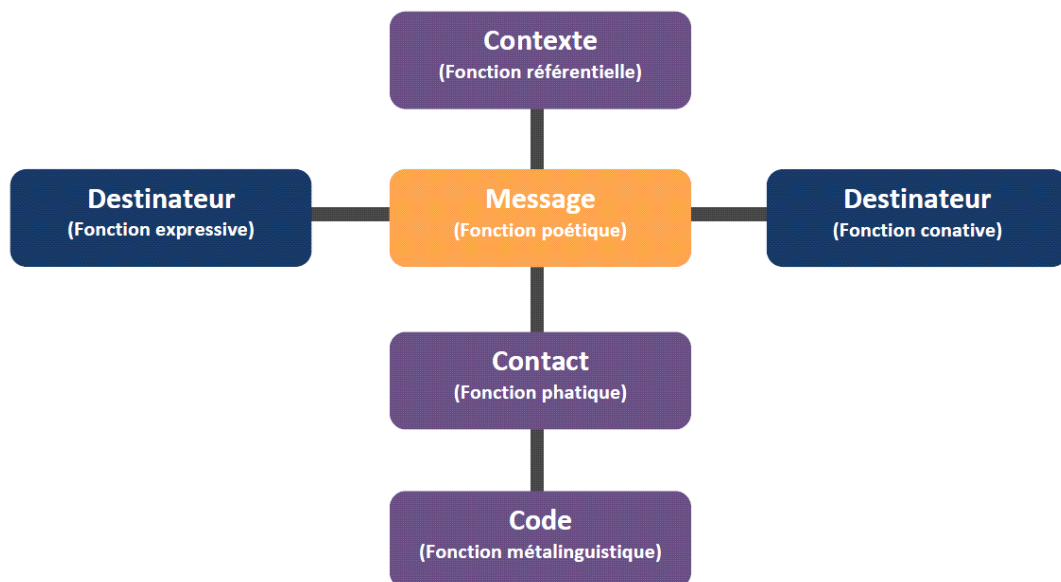 Contexte
(Fonction référentielle)
Destinateur
(Fonction expressive)
Message
(Fonction poétique)
Destinateur
(Fonction conative)
Contact
(Fonction phatique)
Code
(Fonction métalinguistique)